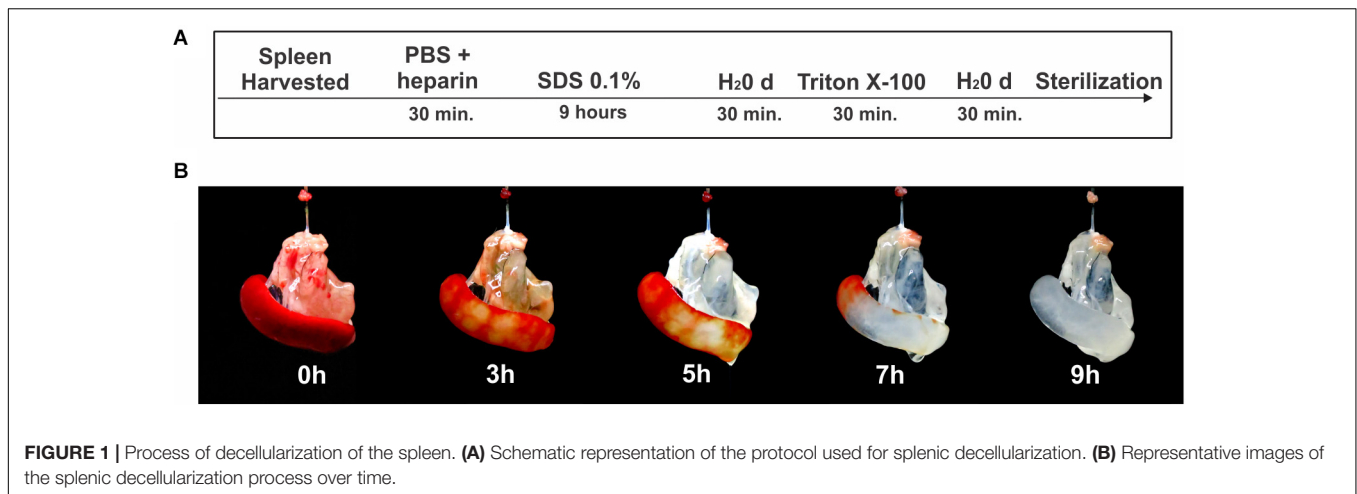 A
Spleen
Harvested
PBS +
heparin
SDS 0.1%
H₂0 d
Triton X-100
H₂0 d
Sterilization
30 min.
9 hours
30 min.
30 min.
30 min.
B
0h
3h
5h
7h
9h
FIGURE 1 | Process of decellularization of the spleen. (A) Schematic representation of the protocol used for splenic decellularization. (B) Representative images of
the splenic decellularization process over time.